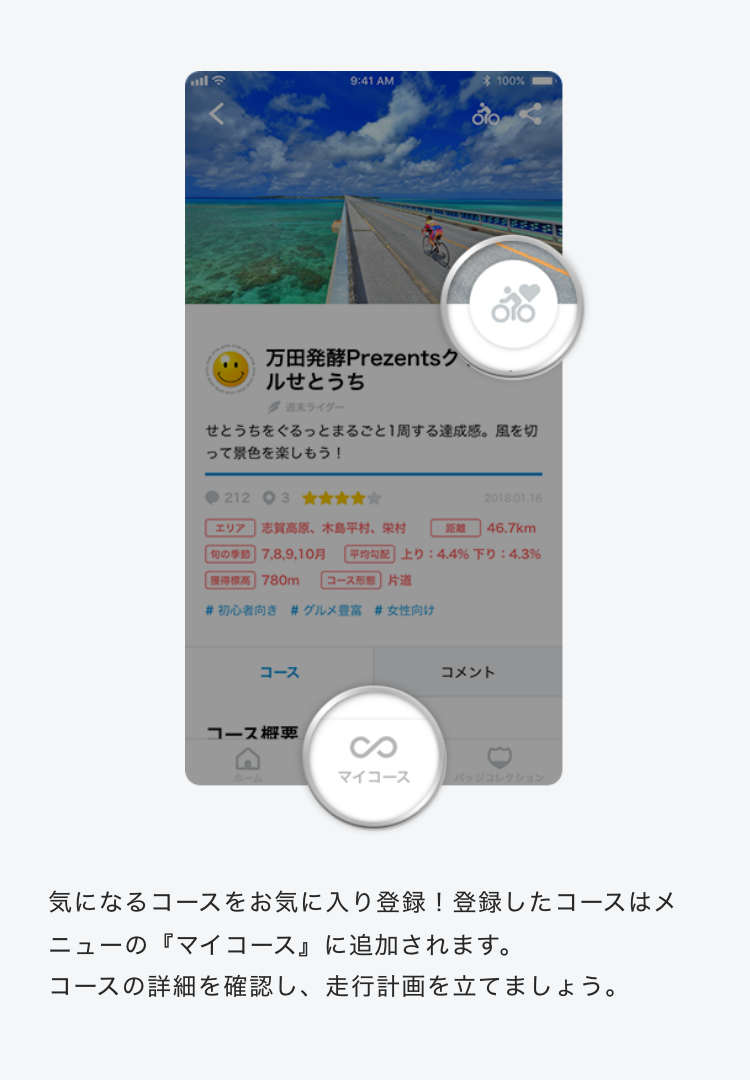 9:41 AM 100%
万田発酵Prezentsク
ルせとうち
週末ライダー
せとうちをぐるっとまるごと1周する達成感。風を切
って景色を楽しもう！
212 3 2018.01.16
エリア 志賀高原、木島平村、栄村 距離 46.7km
旬の季節 7,8,9,10月 平均勾配 上り：4.4% 下り：4.3%
獲得標高 780m コース形態 片道
# 初心者向き # グルメ豊富 # 女性向け
コース コメント
コース概要
ホーム マイコース バッジコレクション
気になるコースをお気に入り登録！登録したコースはメ
ニューの『マイコース』に追加されます。
コースの詳細を確認し、走行計画を立てましょう。